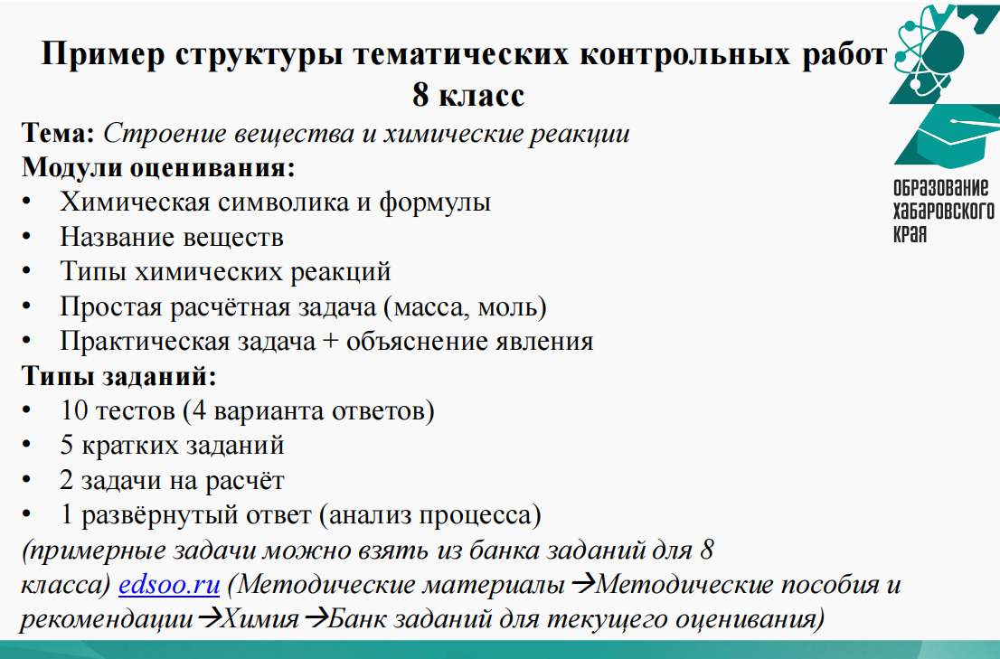 Пример структуры тематических контрольных работ
8 класс
Тема: Строение вещества и химические реакции
Модули оценивания:
• Химическая символика и формулы
• Название веществ
• Типы химических реакций
• Простая расчётная задача (масса, моль)
• Практическая задача + объяснение явления
Типы заданий:
• 10 тестов (4 варианта ответов)
• 5 кратких заданий
• 2 задачи на расчёт
• 1 развёрнутый ответ (анализ процесса)
(примерные задачи можно взять из банка заданий для 8
класса) edsoo.ru (Методические материалы→Методические пособия и
рекомендации→Химия→Банк заданий для текущего оценивания)
ОБРАЗОВАНИЕ
ХАБАРОВСКОГО
КРАЯ